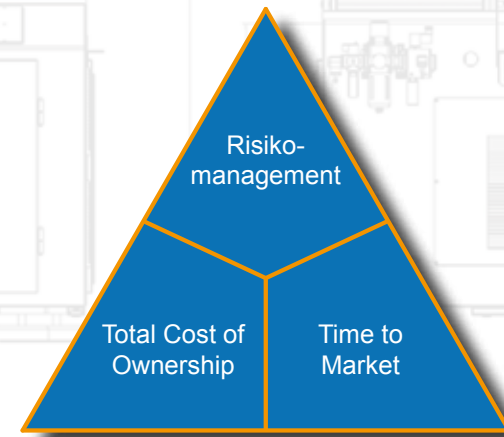 Risiko-
management
Total Cost of
Ownership
Time to
Market